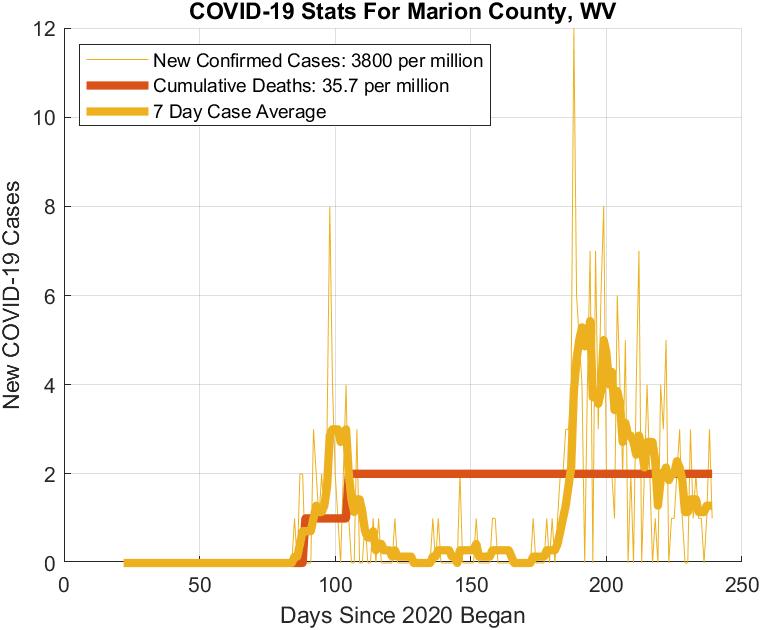 COVID-19 Stats For Marion County, WV
New Confirmed Cases: 3800 per million
Cumulative Deaths: 35.7 per million
7 Day Case Average
New COVID-19 Cases
12
10
8
6
4
2
0
0 50 100 150 200 250
Days Since 2020 Began